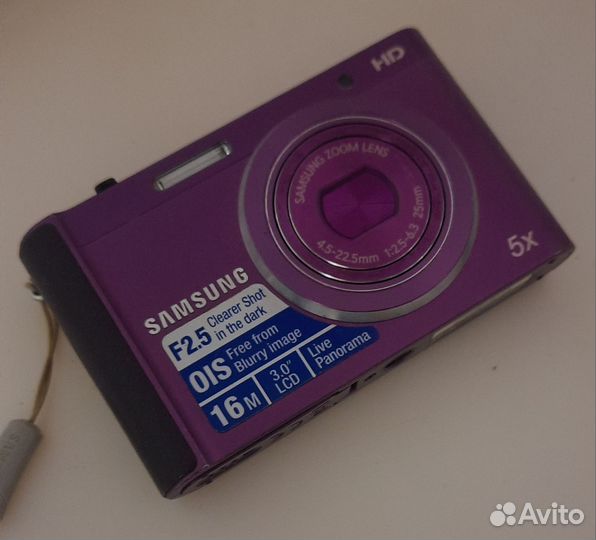 HD
SAMSUNG ZOOM LENS
4.5-22.5mm 1:2.5-6.3 25mm
5x
SAMSUNG
F2.5 Clearer Shot
in the dark
OIS Free from
Blurry image
16M
3.0"
LCD
Live
Panorama
Avito